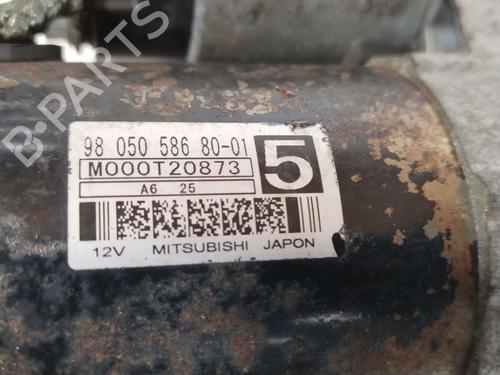 B-PARTS
98 050 586 80-01
M000T20873
5
A6 25
12V MITSUBISHI JAPON